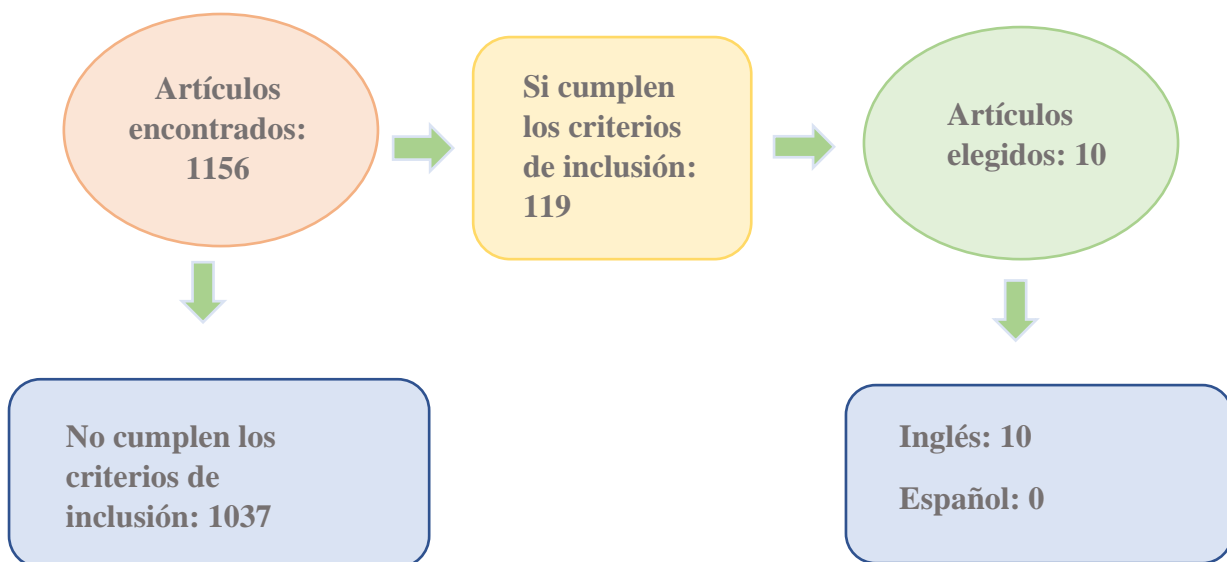 Artículos
encontrados:
1156
Si cumplen
los criterios
de inclusión:
119
Artículos
elegidos: 10
No cumplen los
criterios de
inclusión: 1037
Inglés: 10
Español: 0